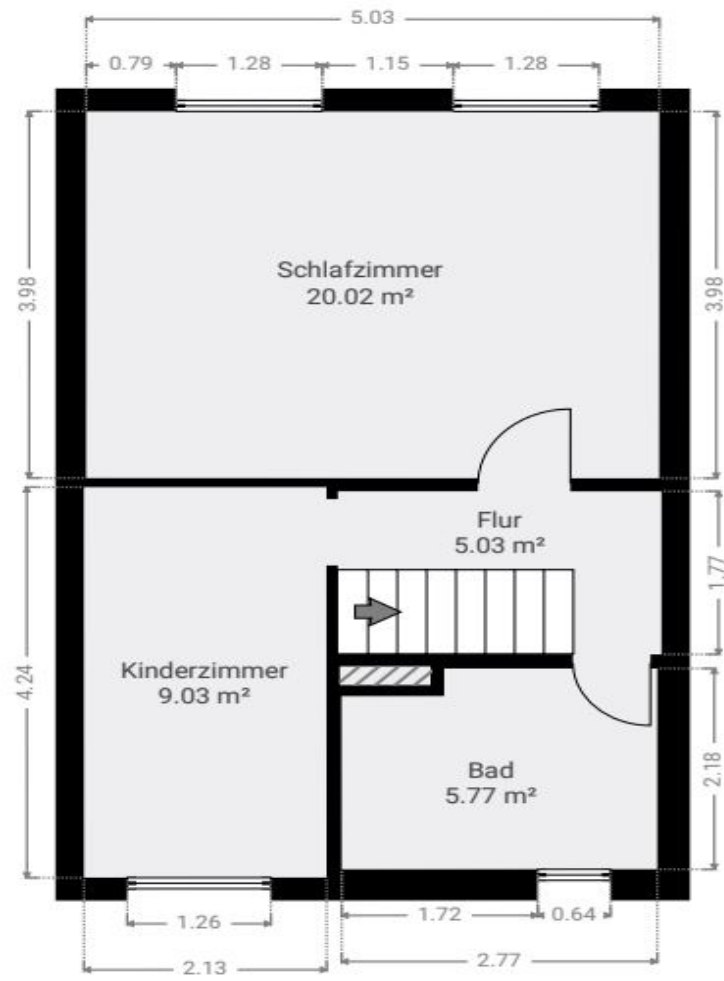 5.03
0.79 1.28 1.15 1.28
3.98
3.98
Schlafzimmer
20.02 m²
Flur
5.03 m²
1.77
4.24
Kinderzimmer
9.03 m²
Bad
5.77 m²
2.18
1.26
1.72 0.64
2.13
2.77